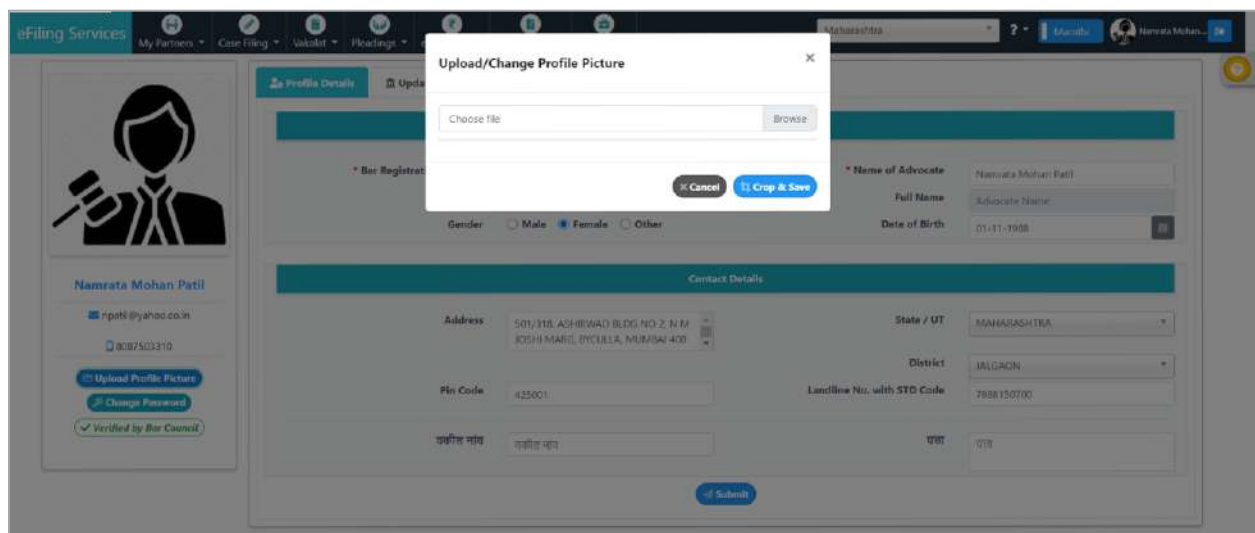 eFiling Services
My Partners
Case Filing
Vakalat
Pleadings
Maharashtra
?
Marathi
Namrata Mohan...
Upload/Change Profile Picture
×
Choose file
Browse
× Cancel
Crop & Save
Profile Details
Upda
Namrata Mohan Patil
npatil@yahoo.co.in
8087503310
Upload Profile Picture
Change Password
Verified by Bar Council
* Bar Registrat
* Name of Advocate
Namrata Mohan Patil
Full Name
Advocate Name
Gender
Male
Female
Other
Date of Birth
01-11-1988
Contact Details
Address
501/318, ASHIRWAD BLDG NO 2, N M
JOSHI MARG, BYCULLA, MUMBAI 400
State / UT
MAHARASHTRA
District
JALGAON
Pin Code
425001
Landline No. with STD Code
7888150700
वकील नांव
वकील नांव
पत्ता
पत्ता
Submit